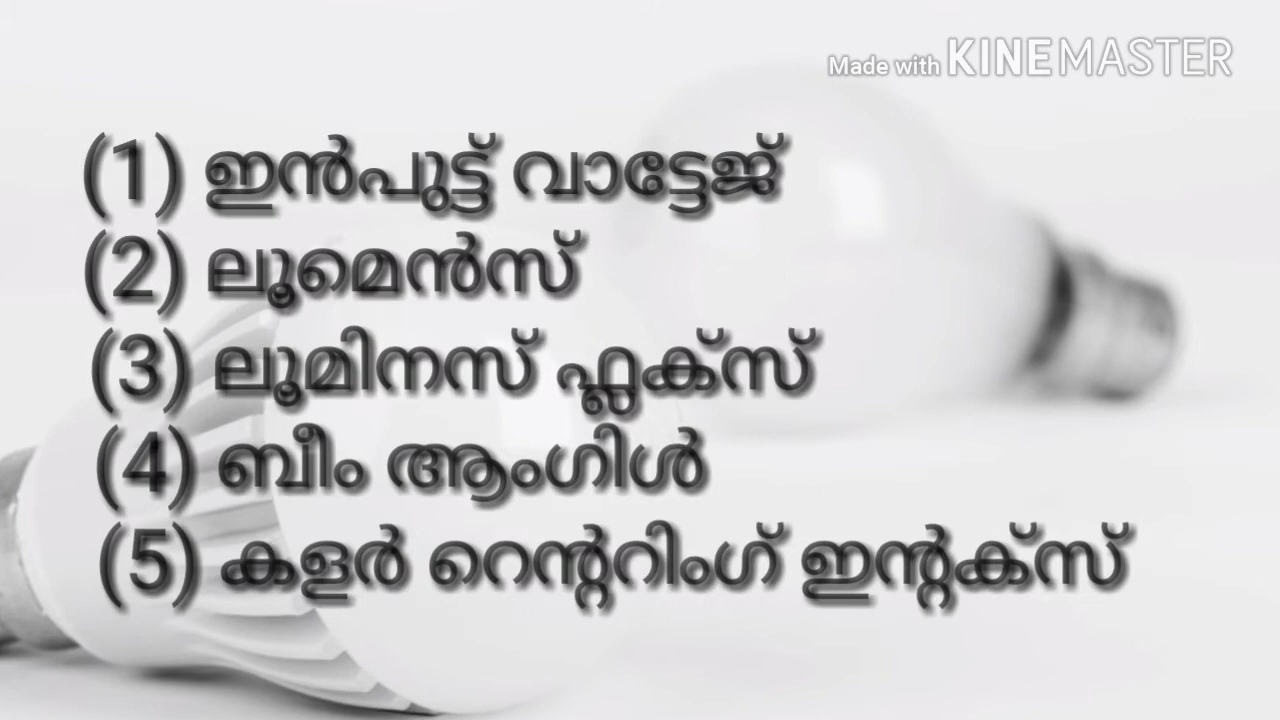 Made with KINEMASTER
(1) ഇൻപുട്ട് വാട്ടേജ്
(2) ലൂമെൻസ്
(3) ലൂമിനസ് ഫ്ലക്സ്
(4) ബീം ആംഗിൾ
(5) കളർ റെന്ററിംഗ് ഇന്റക്സ്